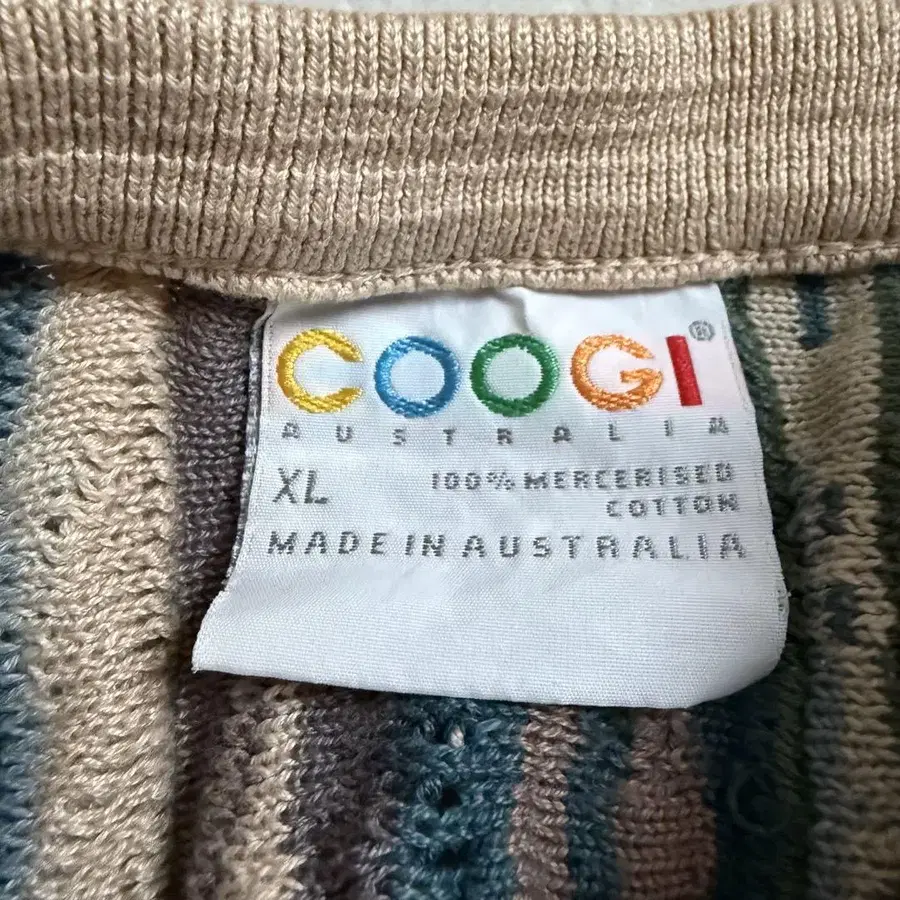 COOGI®
AUSTRALIA
XL 100% MERCERISED
COTTON
MADE IN AUSTRALIA